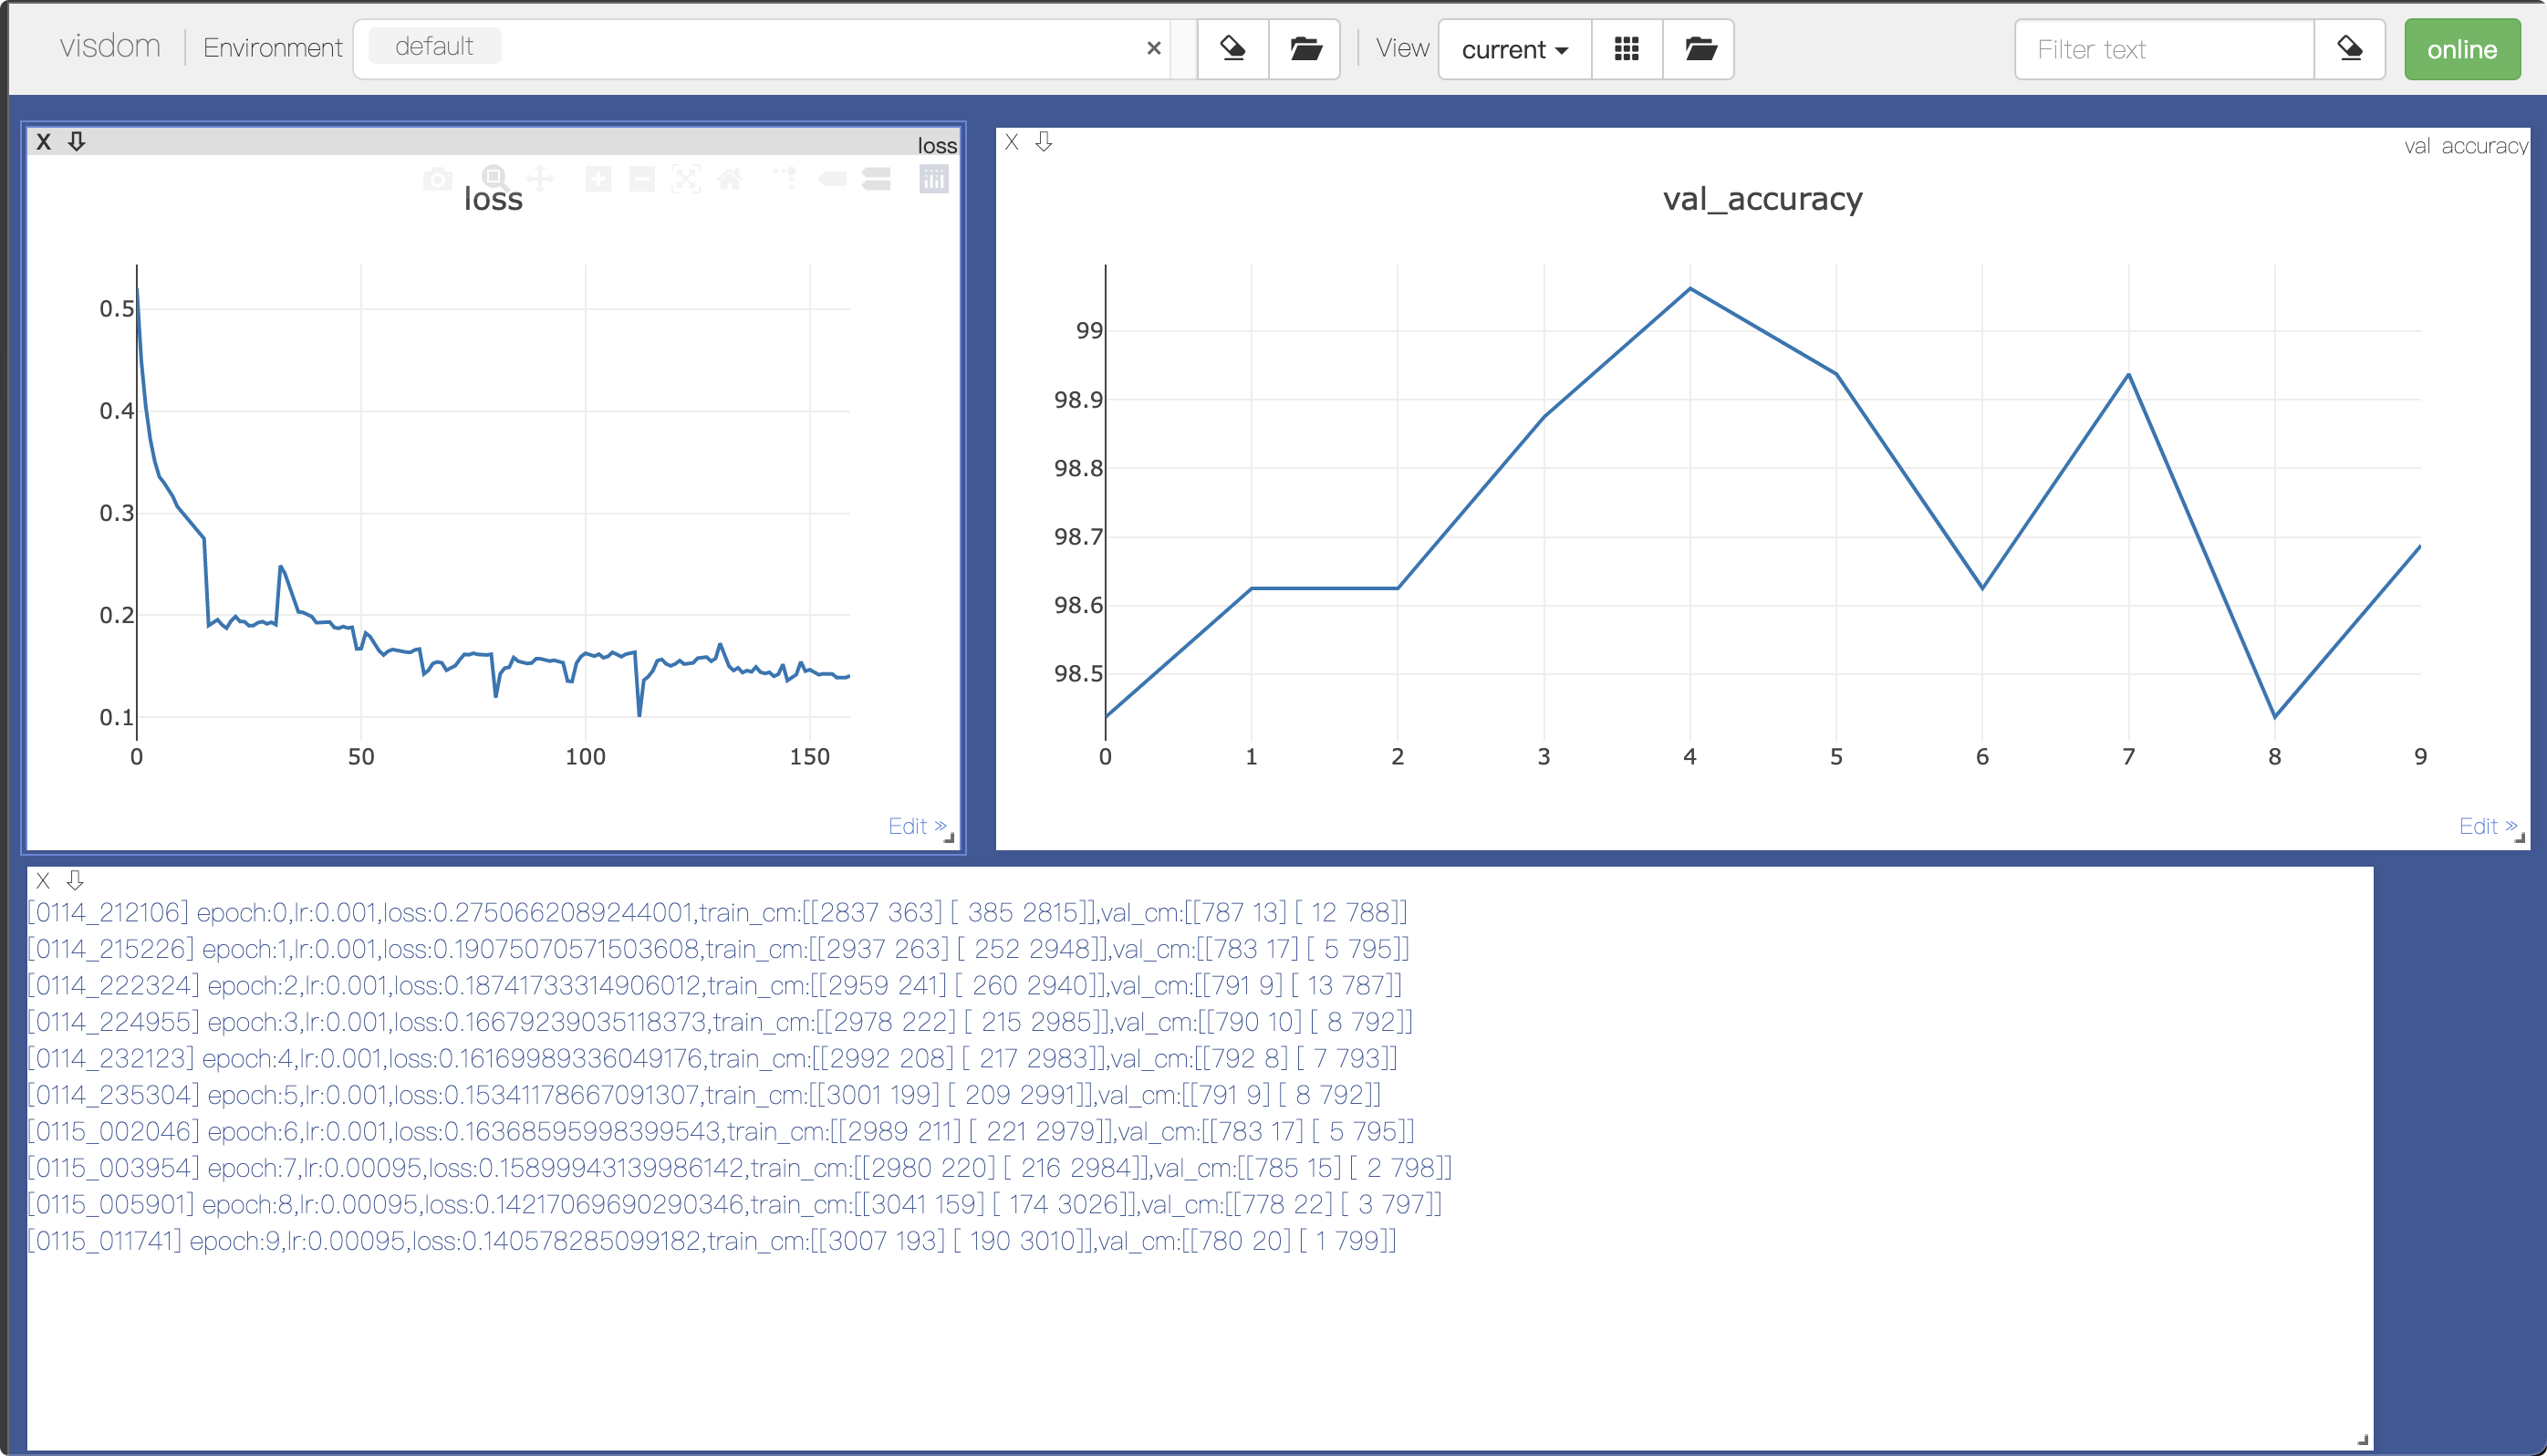 visdom Environment default × View current Filter text online
X loss
loss
0.5
0.4
0.3
0.2
0.1
0 50 100 150
Edit »
X val_accuracy
val_accuracy
99
98.9
98.8
98.7
98.6
98.5
0 1 2 3 4 5 6 7 8 9
Edit »
X
[0114_212106] epoch:0,lr:0.001,loss:0.2750662089244001,train_cm:[[2837 363] [ 385 2815]],val_cm:[[787 13] [ 12 788]]
[0114_215226] epoch:1,lr:0.001,loss:0.19075070571503608,train_cm:[[2937 263] [ 252 2948]],val_cm:[[783 17] [ 5 795]]
[0114_222324] epoch:2,lr:0.001,loss:0.18741733314906012,train_cm:[[2959 241] [ 260 2940]],val_cm:[[791 9] [ 13 787]]
[0114_224955] epoch:3,lr:0.001,loss:0.16679239035118373,train_cm:[[2978 222] [ 215 2985]],val_cm:[[790 10] [ 8 792]]
[0114_232123] epoch:4,lr:0.001,loss:0.16169989336049176,train_cm:[[2992 208] [ 217 2983]],val_cm:[[792 8] [ 7 793]]
[0114_235304] epoch:5,lr:0.001,loss:0.15341178667091307,train_cm:[[3001 199] [ 209 2991]],val_cm:[[791 9] [ 8 792]]
[0115_002046] epoch:6,lr:0.001,loss:0.16368595998399543,train_cm:[[2989 211] [ 221 2979]],val_cm:[[783 17] [ 5 795]]
[0115_003954] epoch:7,lr:0.00095,loss:0.15899943139986142,train_cm:[[2980 220] [ 216 2984]],val_cm:[[785 15] [ 2 798]]
[0115_005901] epoch:8,lr:0.00095,loss:0.14217069690290346,train_cm:[[3041 159] [ 174 3026]],val_cm:[[778 22] [ 3 797]]
[0115_011741] epoch:9,lr:0.00095,loss:0.140578285099182,train_cm:[[3007 193] [ 190 3010]],val_cm:[[780 20] [ 1 799]]